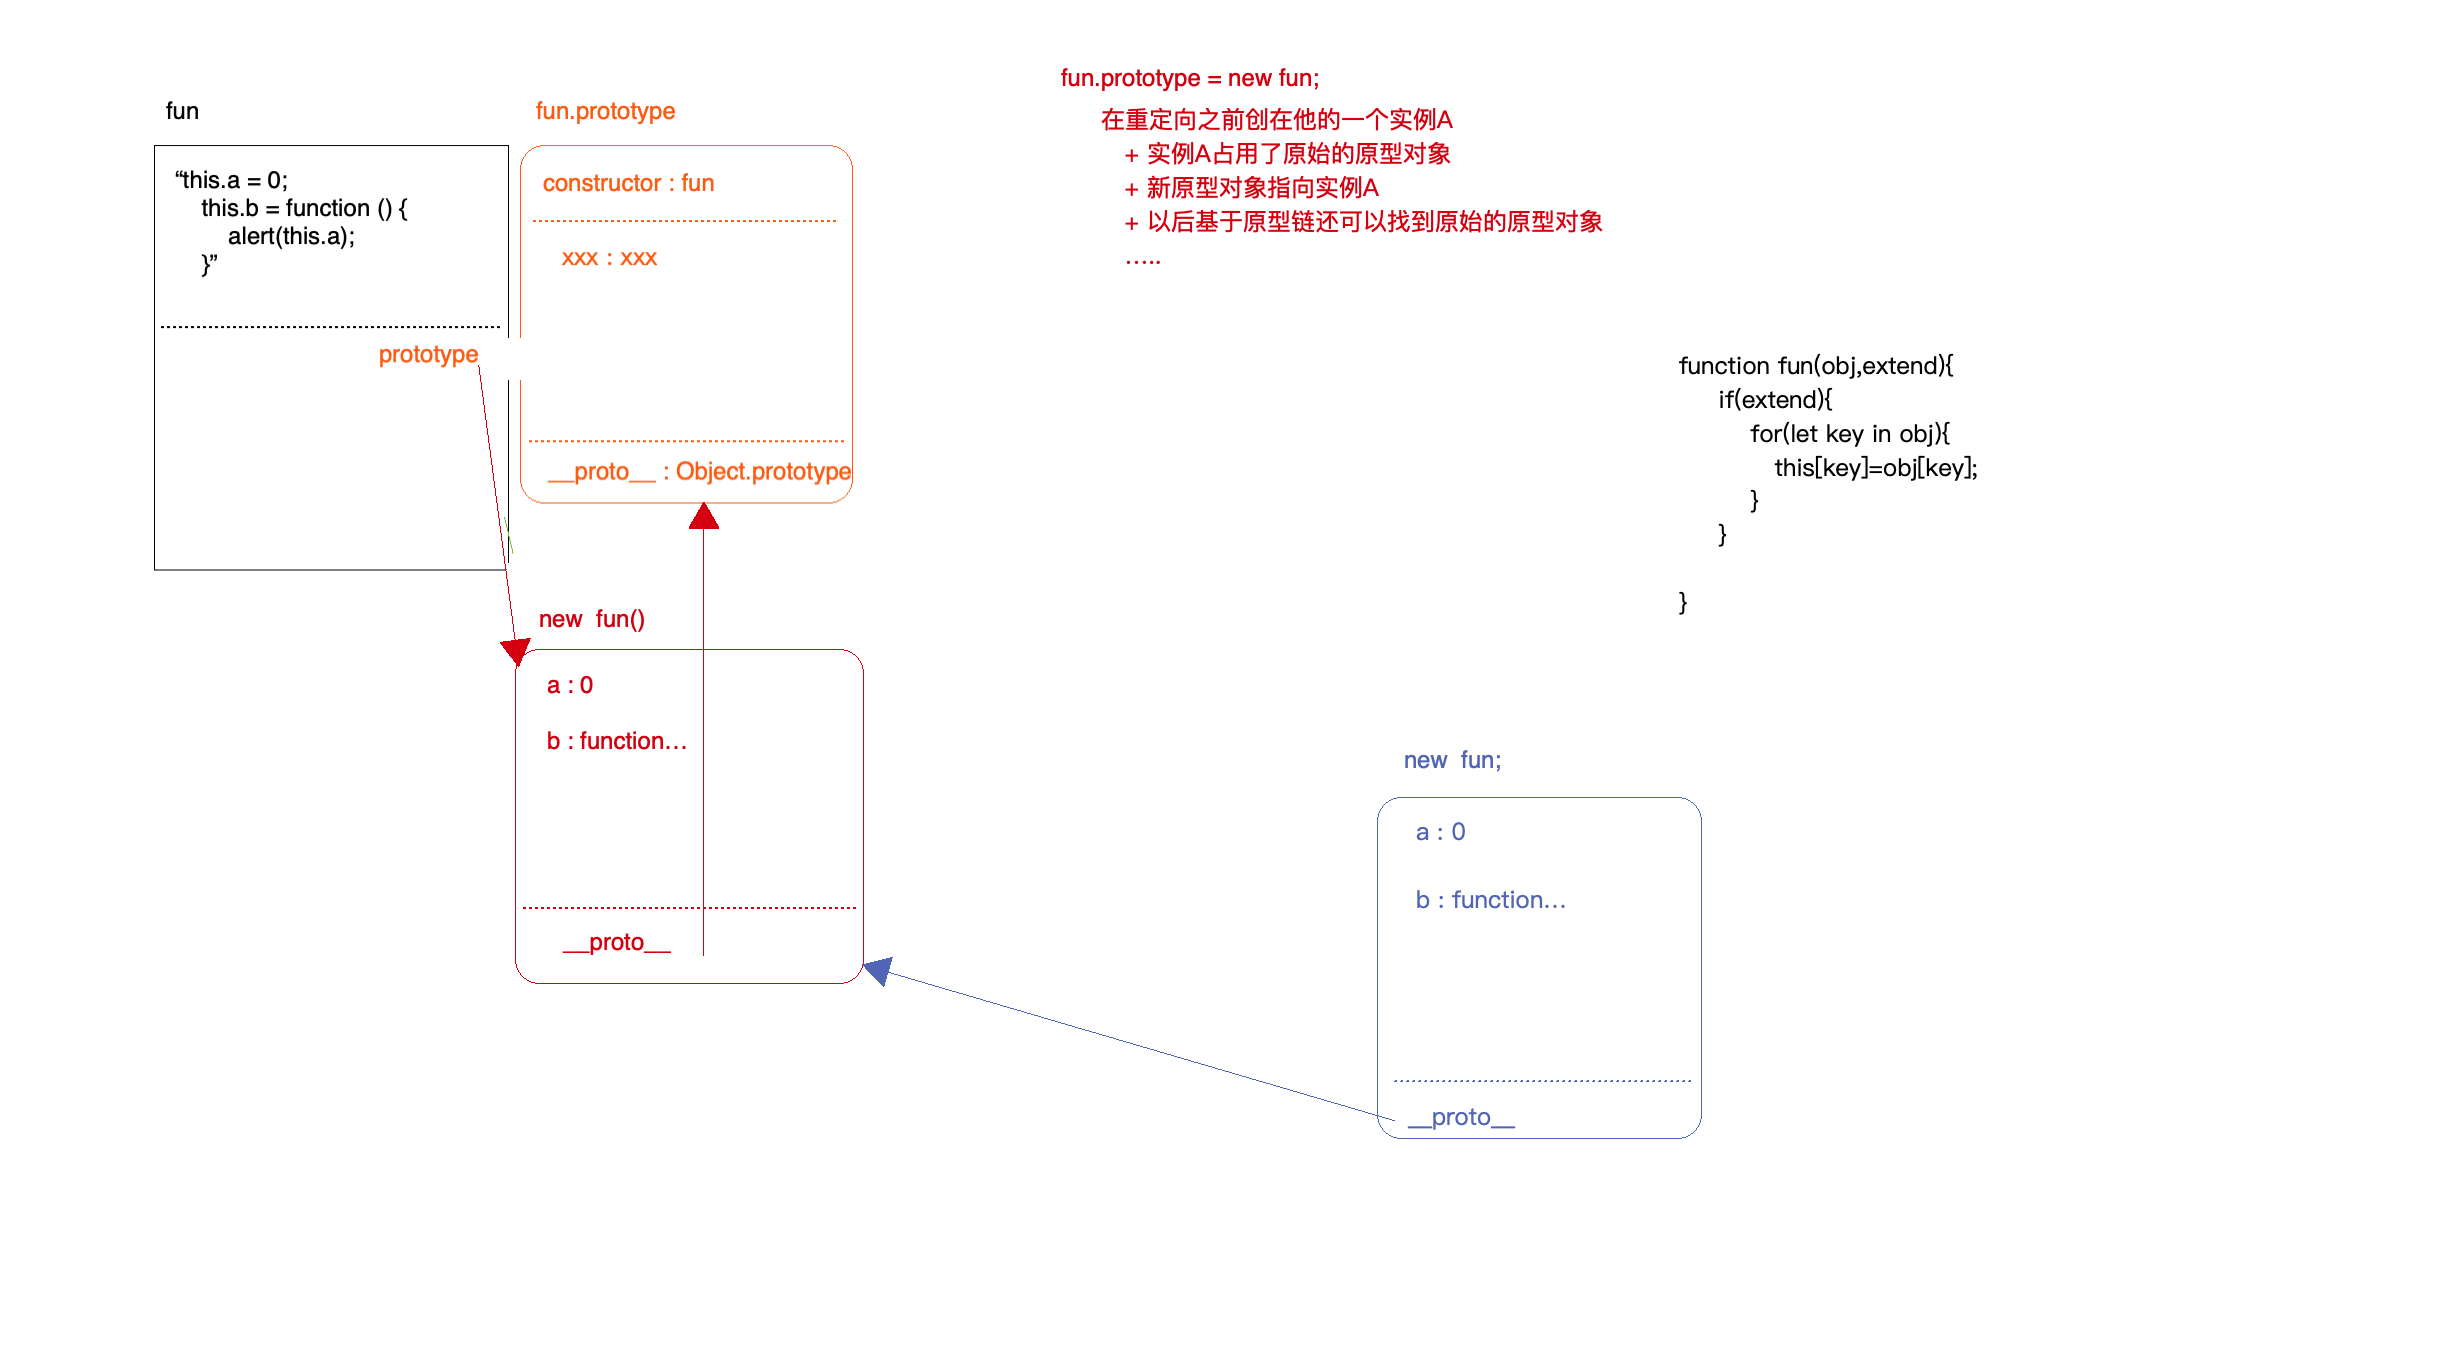 fun
“this.a = 0;
this.b = function () {
alert(this.a);
}”
prototype
fun.prototype
constructor : fun
xxx : xxx
__proto__ : Object.prototype
new fun()
a : 0
b : function…
__proto__
fun.prototype = new fun;
在重定向之前创在他的一个实例A
+ 实例A占用了原始的原型对象
+ 新原型对象指向实例A
+ 以后基于原型链还可以找到原始的原型对象
…..
function fun(obj,extend){
if(extend){
for(let key in obj){
this[key]=obj[key];
}
}
}
new fun;
a : 0
b : function…
__proto__